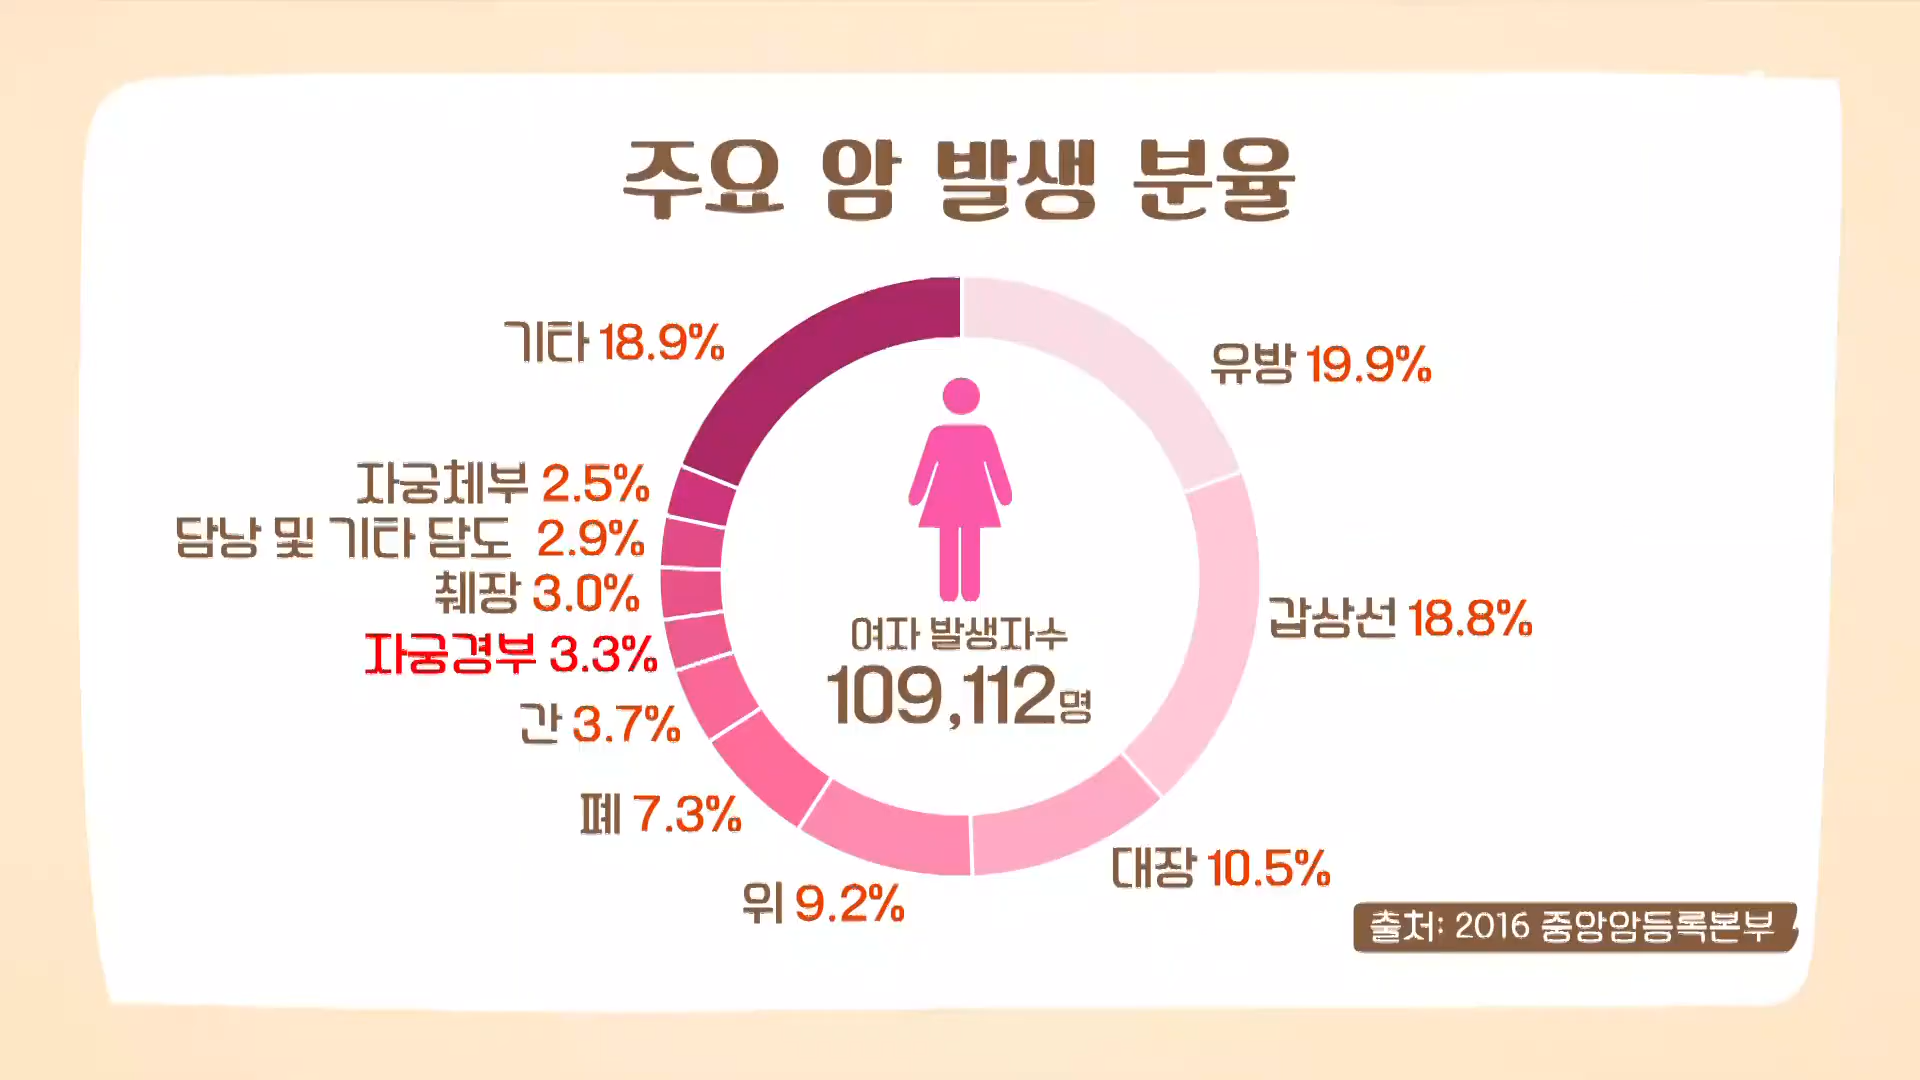 주요 암 발생 분율
기타 18.9%
유방 19.9%
자궁체부 2.5%
담낭 및 기타 담도 2.9%
췌장 3.0%
자궁경부 3.3%
간 3.7%
폐 7.3%
위 9.2%
대장 10.5%
갑상선 18.8%
여자 발생자수
109,112명
출처: 2016 중앙암등록본부